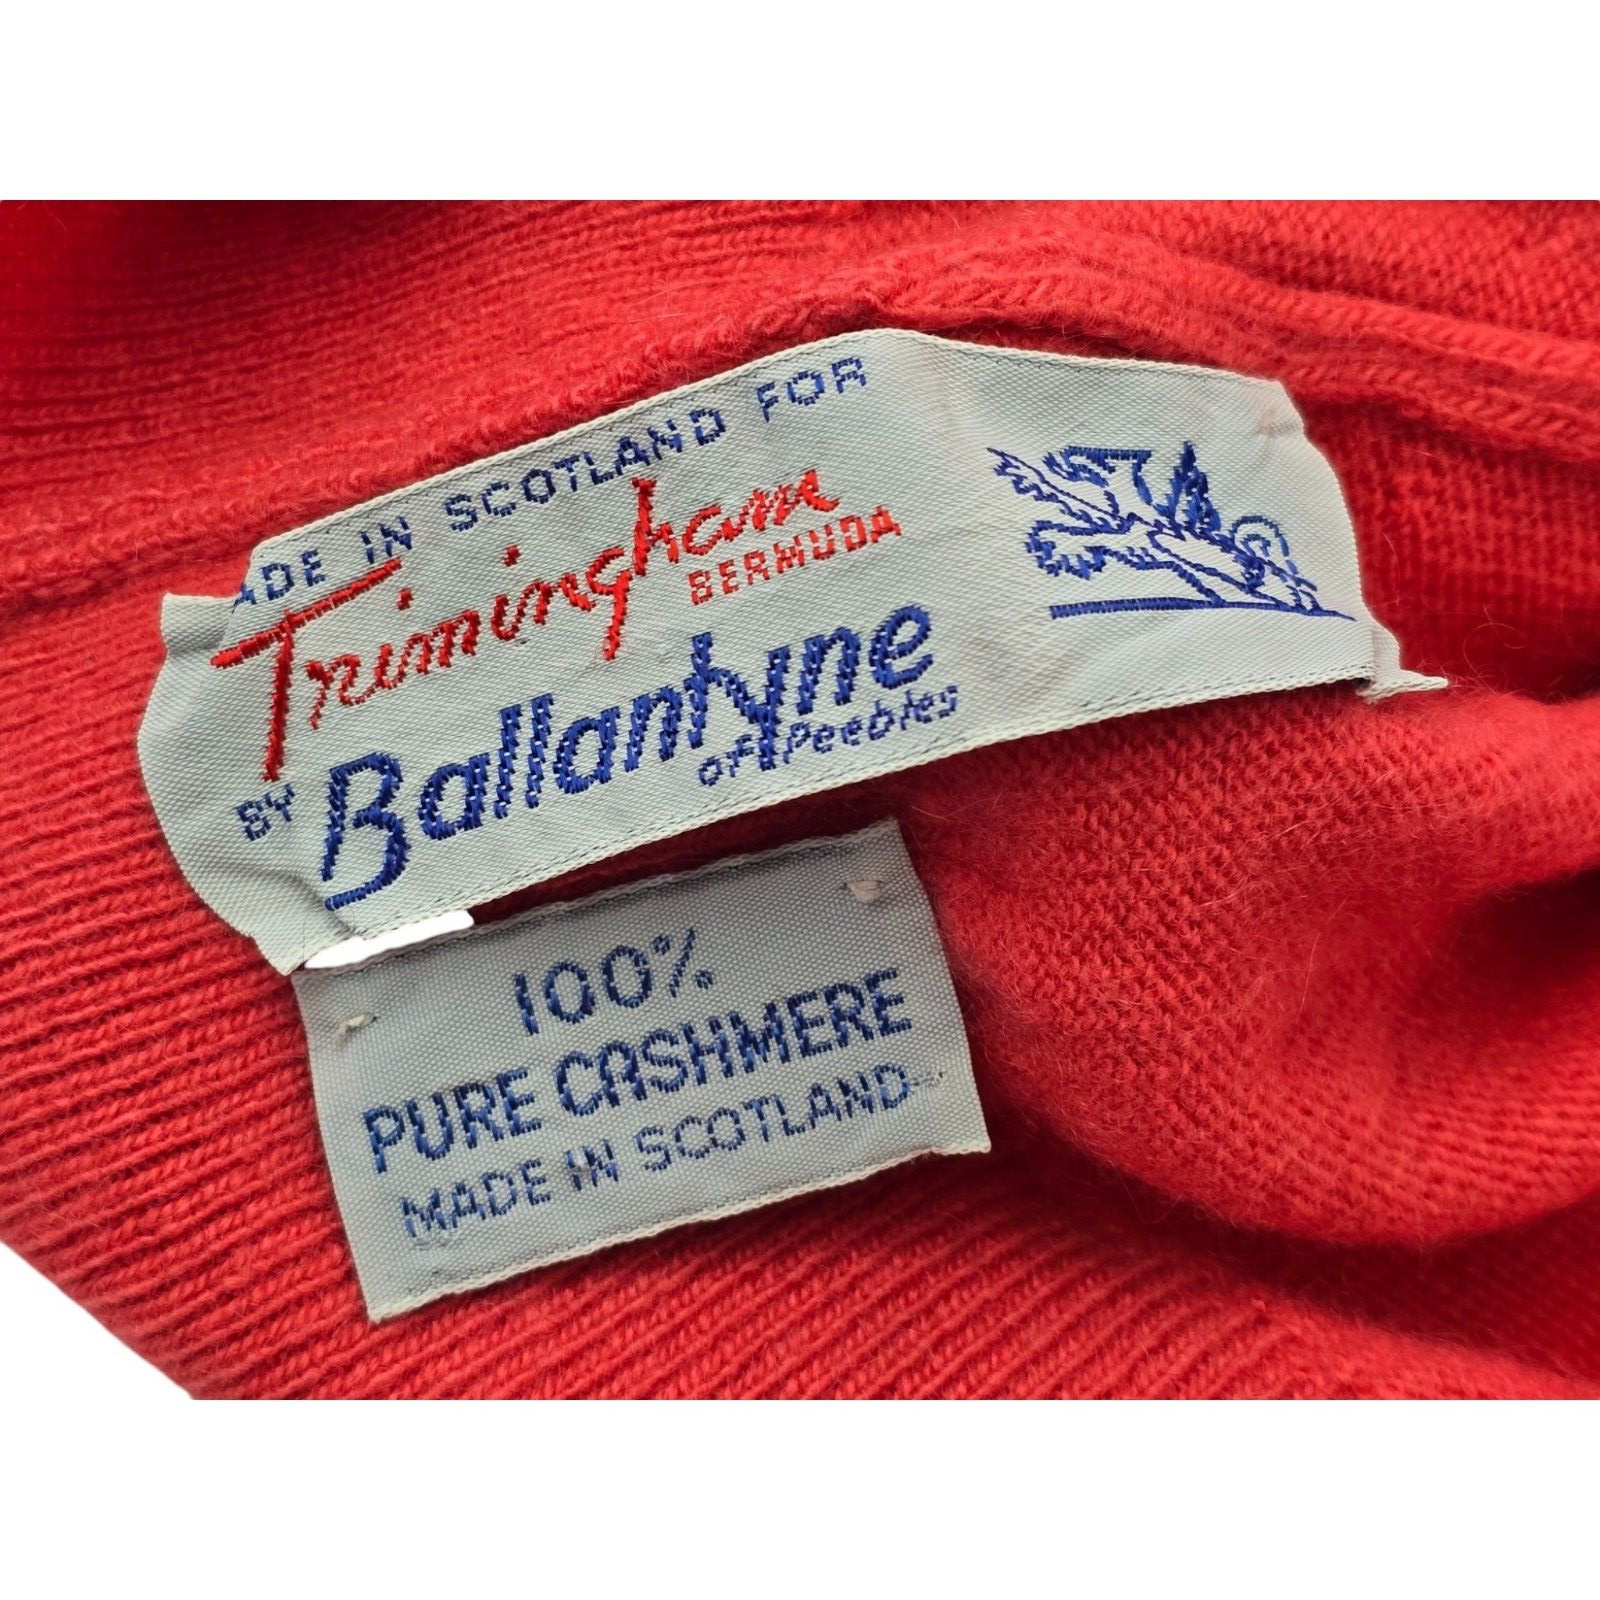 MADE IN SCOTLAND FOR
Trimingham
BERMUDA
BY Ballantyne
of Peebles
100%
PURE CASHMERE
MADE IN SCOTLAND